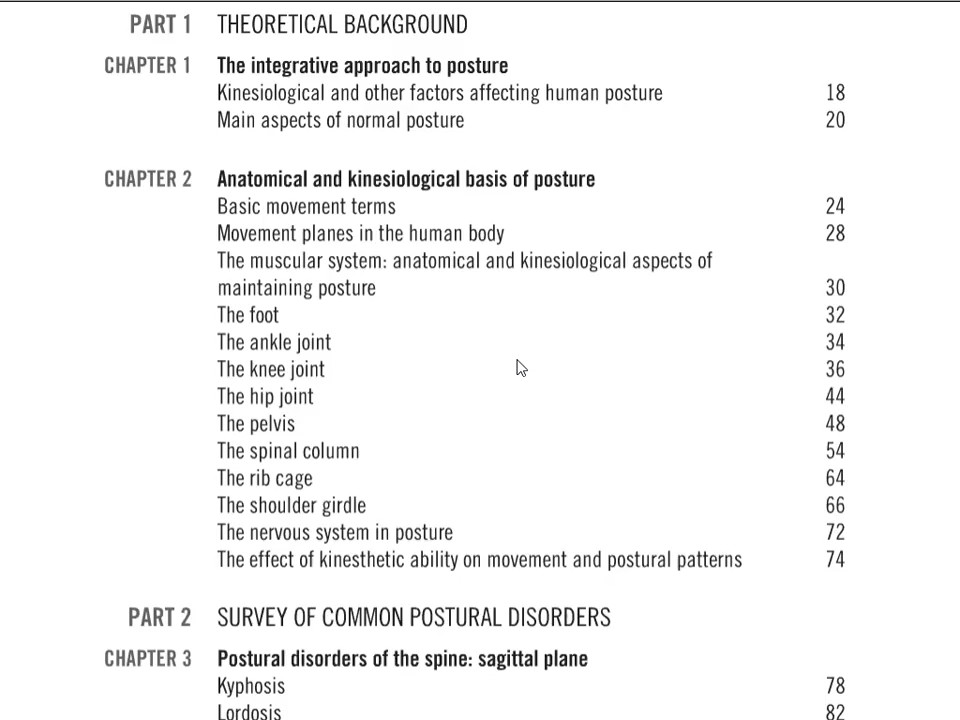 PART 1 THEORETICAL BACKGROUND
CHAPTER 1 The integrative approach to posture
Kinesiological and other factors affecting human posture 18
Main aspects of normal posture 20
CHAPTER 2 Anatomical and kinesiological basis of posture
Basic movement terms 24
Movement planes in the human body 28
The muscular system: anatomical and kinesiological aspects of
maintaining posture 30
The foot 32
The ankle joint 34
The knee joint 36
The hip joint 44
The pelvis 48
The spinal column 54
The rib cage 64
The shoulder girdle 66
The nervous system in posture 72
The effect of kinesthetic ability on movement and postural patterns 74
PART 2 SURVEY OF COMMON POSTURAL DISORDERS
CHAPTER 3 Postural disorders of the spine: sagittal plane
Kyphosis 78
Lordosis 82